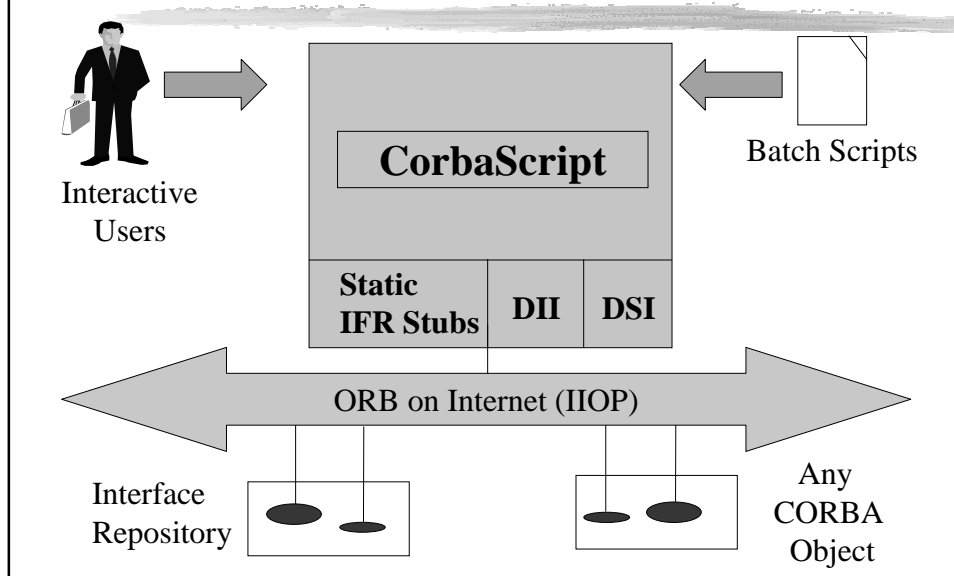 CorbaScript
Interactive
Users
Batch Scripts
Static
IFR Stubs
DII
DSI
ORB on Internet (IIOP)
Interface
Repository
Any
CORBA
Object